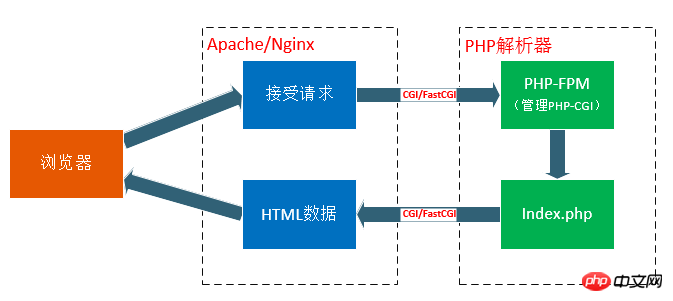 Apache/Nginx
PHP解析器
浏览器
接受请求
CGI/FastCGI
PHP-FPM
（管理PHP-CGI）
Index.php
CGI/FastCGI
HTML数据
php 中文网